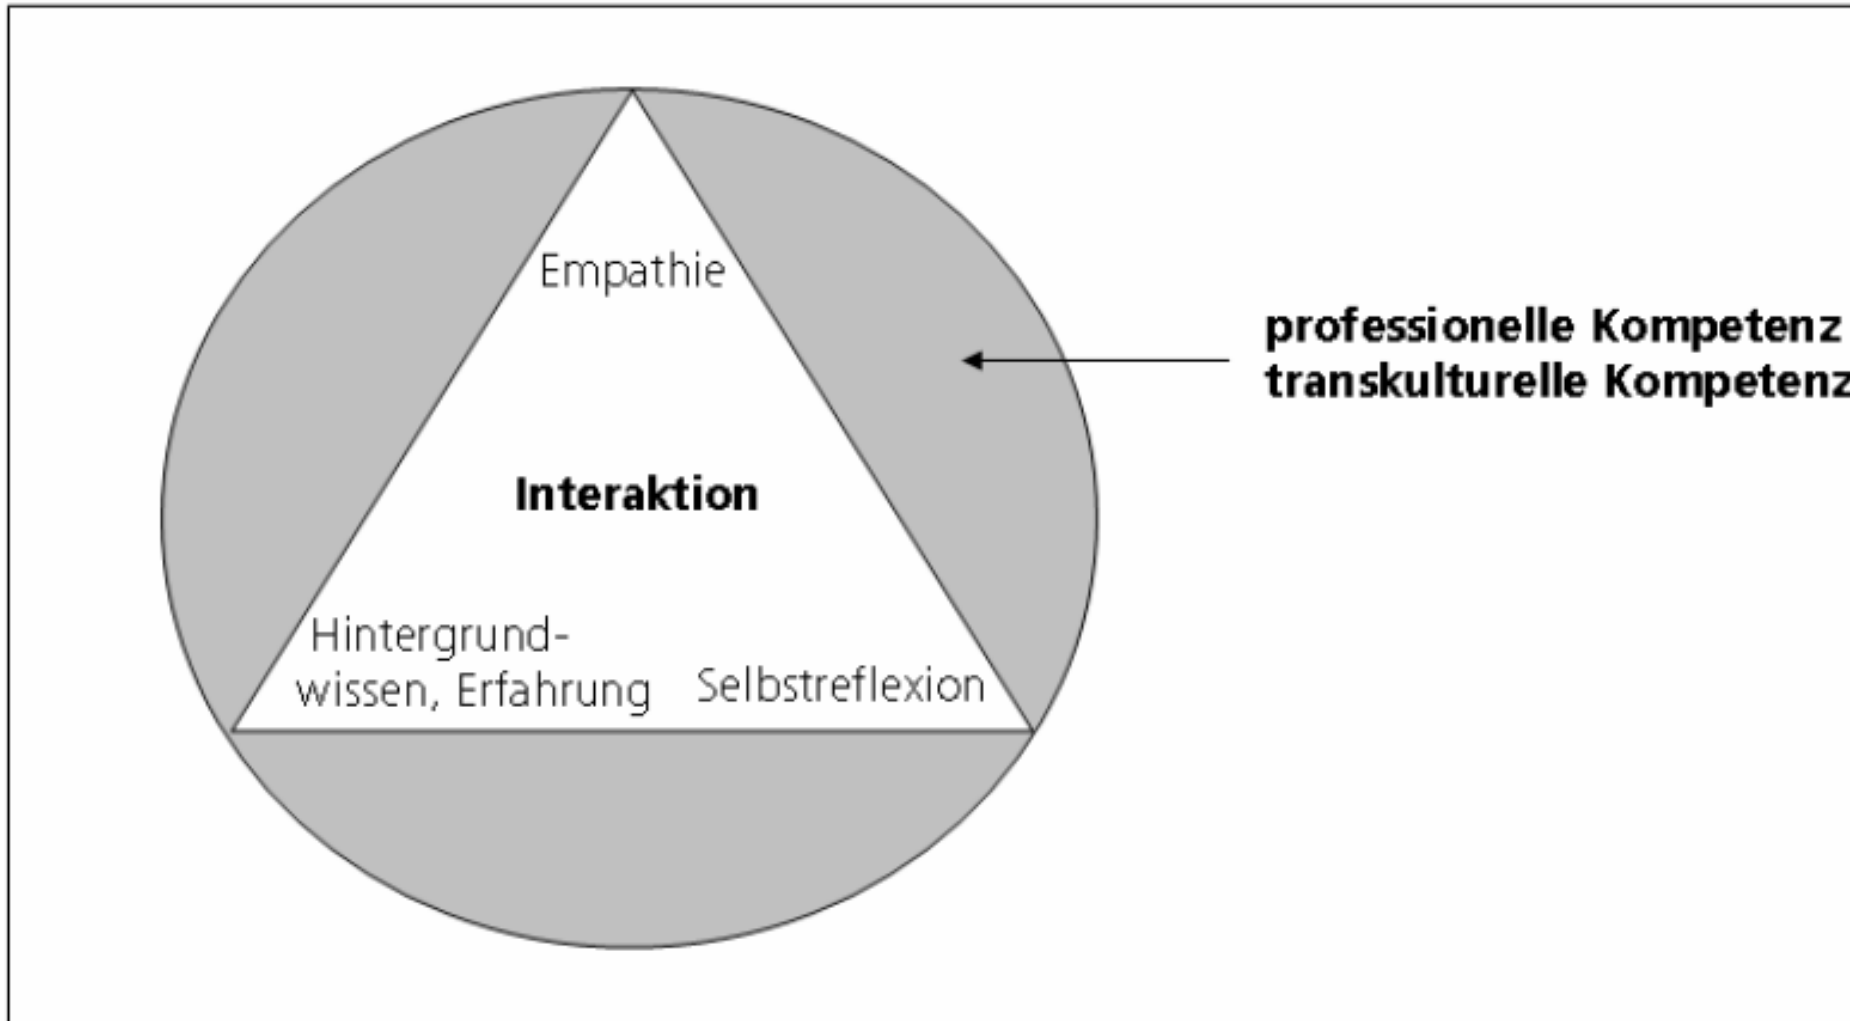 Empathie
professionelle Kompetenz
transkulturelle Kompetenz
Interaktion
Hintergrund-
wissen, Erfahrung
Selbstreflexion